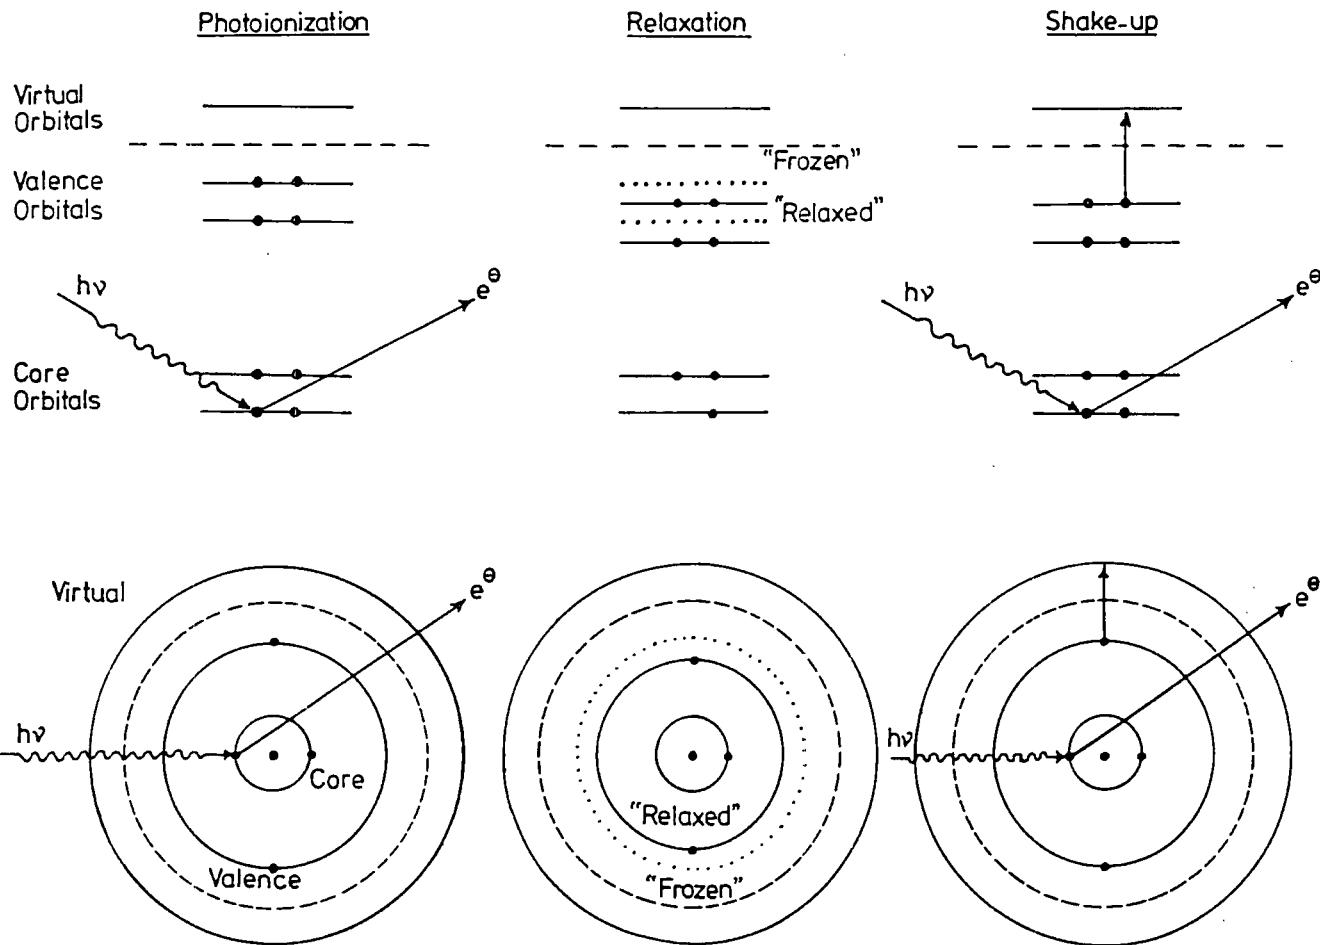 Photoionization
Relaxation
Shake-up
Virtual
Orbitals
"Frozen"
Valence
Orbitals
"Relaxed"
hν
e⊖
hν
e⊖
Core
Orbitals
Virtual
e⊖
e⊖
hν
Core
hν
"Relaxed"
Valence
"Frozen"